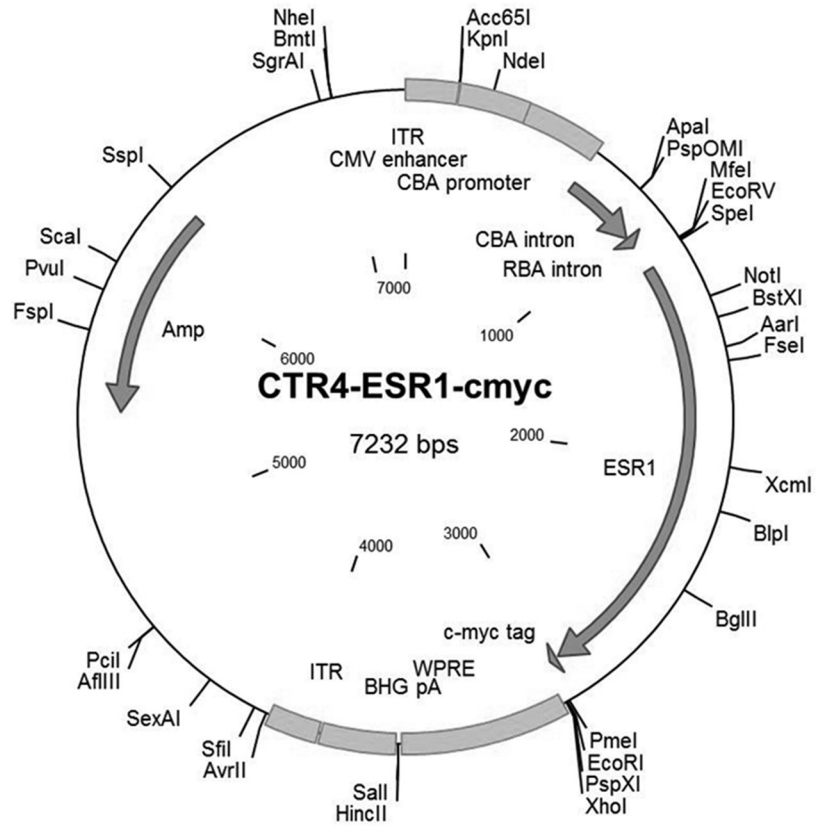 NheI
BmtI
SgrAI
Acc65I
KpnI
NdeI
ITR
CMV enhancer
CBA promoter
ApaI
PspOMI
MfeI
EcoRV
SpeI
SspI
ScaI
PvuI
FspI
Amp
CBA intron
RBA intron
NotI
BstXI
AarI
FseI
7000
1000
6000
CTR4-ESR1-cmyc
7232 bps
2000
5000
ESR1
XcmI
BlpI
4000
3000
BglII
c-myc tag
ITR
WPRE
BHG pA
PciI
AflIII
SexAI
SfiI
AvrII
SalI
HincII
PmeI
EcoRI
PspXI
XhoI